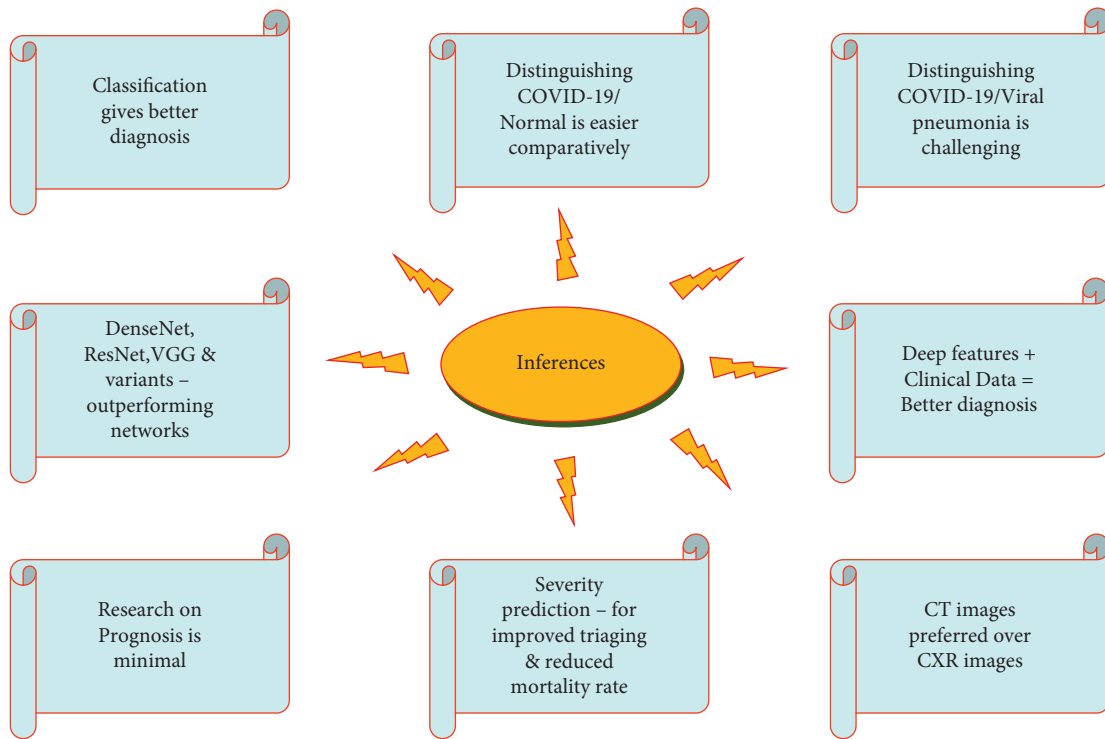 Classification
gives better
diagnosis
Distinguishing
COVID-19/
Normal is easier
comparatively
Distinguishing
COVID-19/Viral
pneumonia is
challenging
DenseNet,
ResNet,VGG &
variants –
outperforming
networks
Inferences
Deep features +
Clinical Data =
Better diagnosis
Research on
Prognosis is
minimal
Severity
prediction – for
improved triaging
& reduced
mortality rate
CT images
preferred over
CXR images